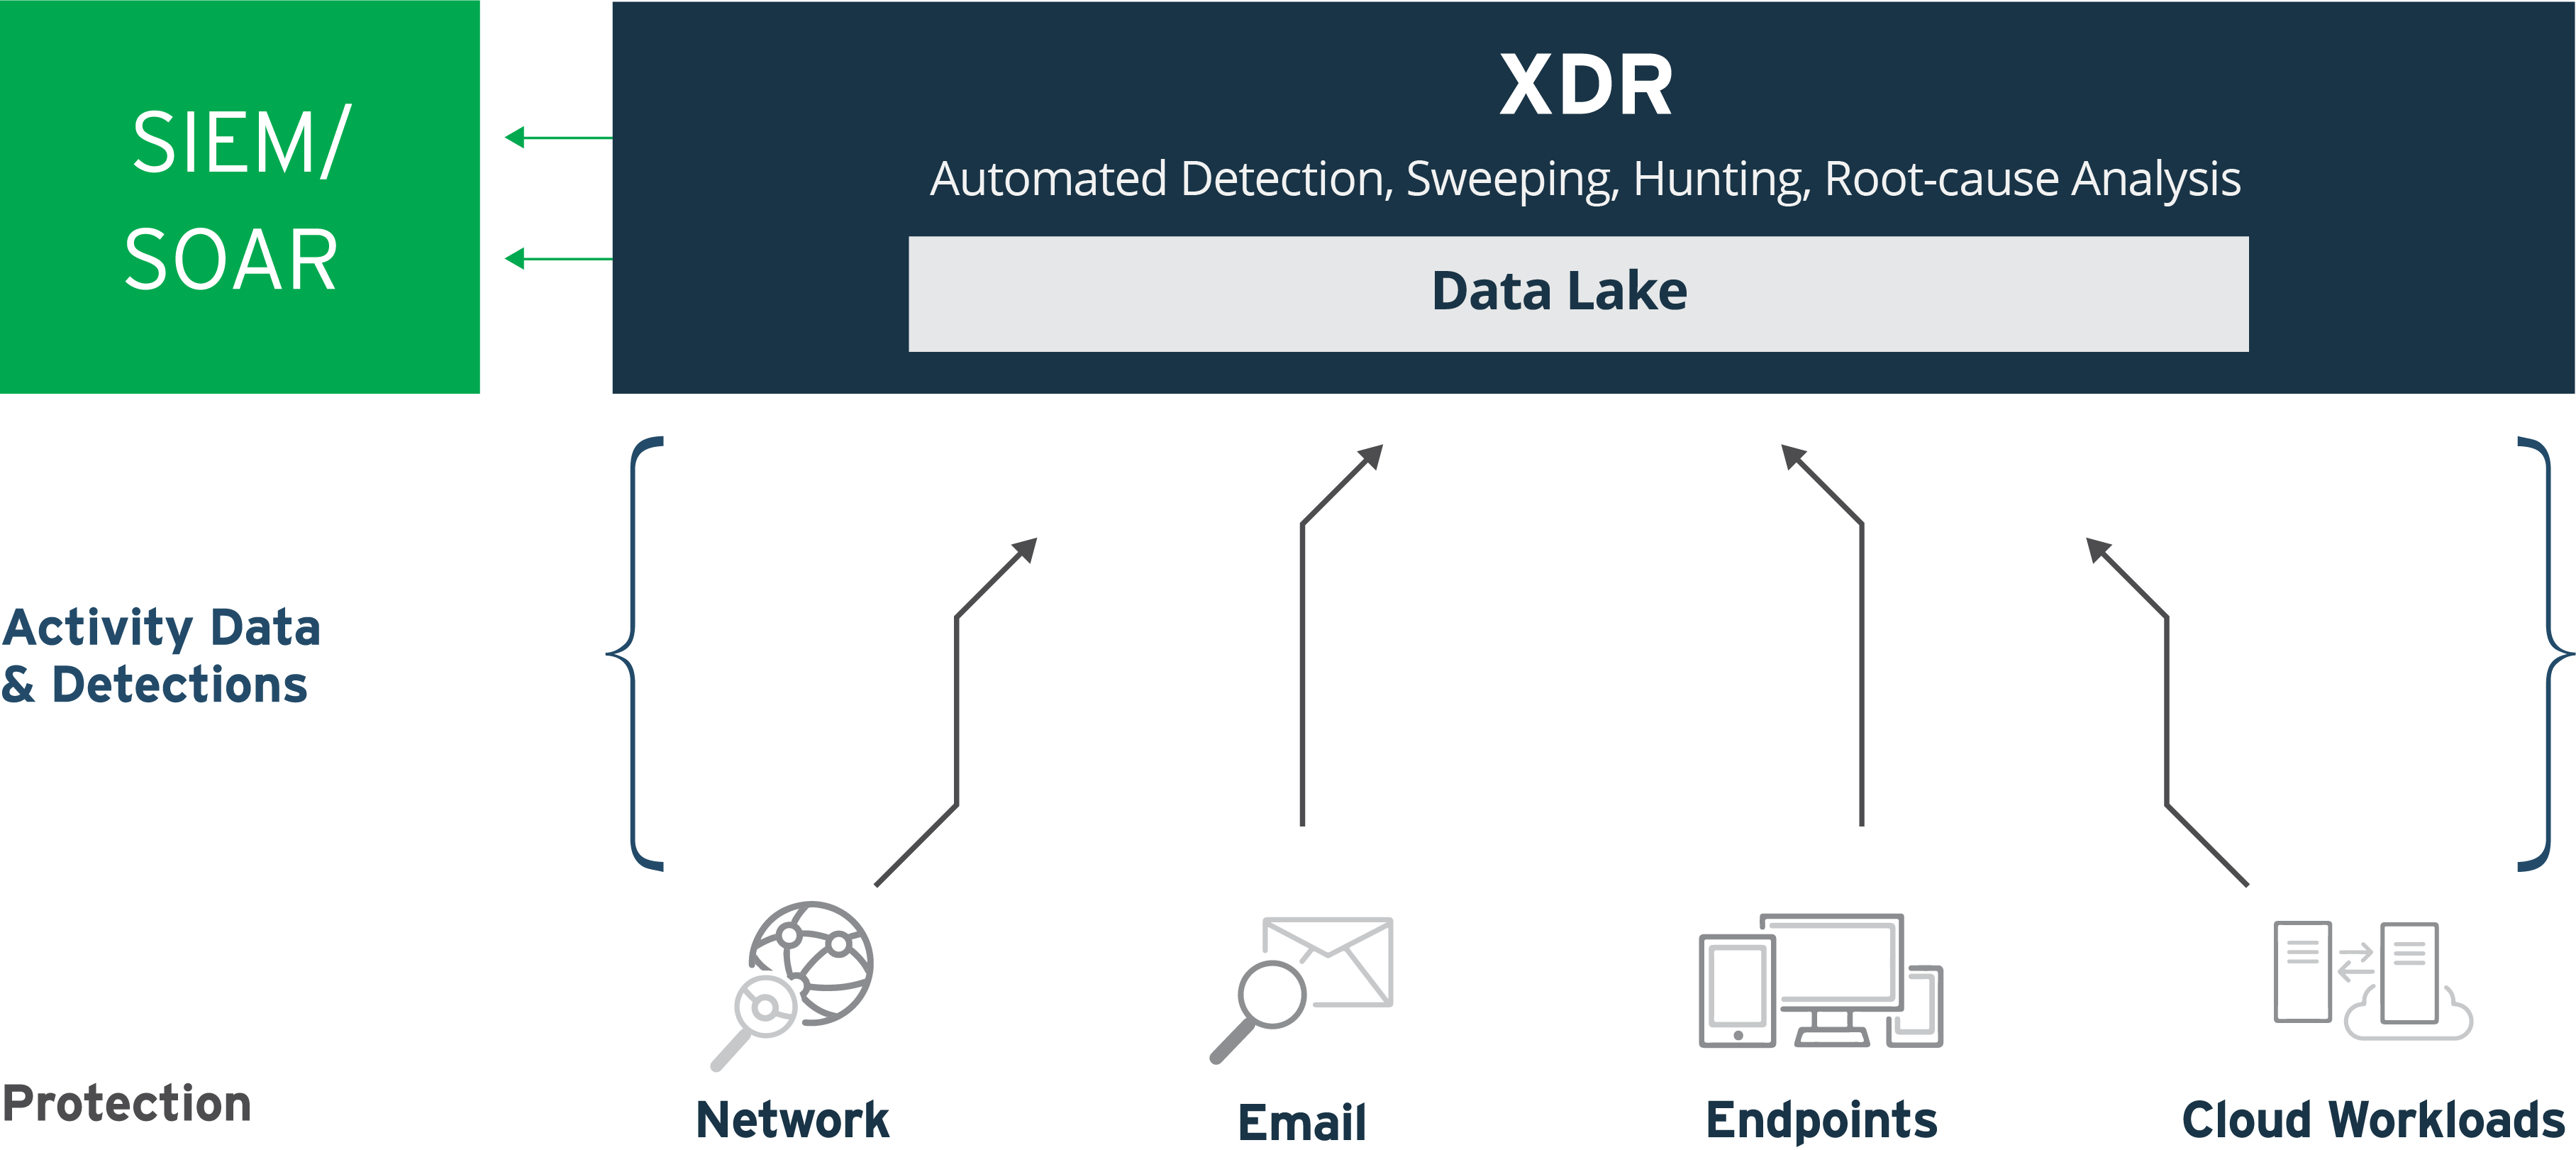 SIEM/
SOAR
XDR
Automated Detection, Sweeping, Hunting, Root-cause Analysis
Data Lake
Activity Data
& Detections
Protection
Network
Email
Endpoints
Cloud Workloads